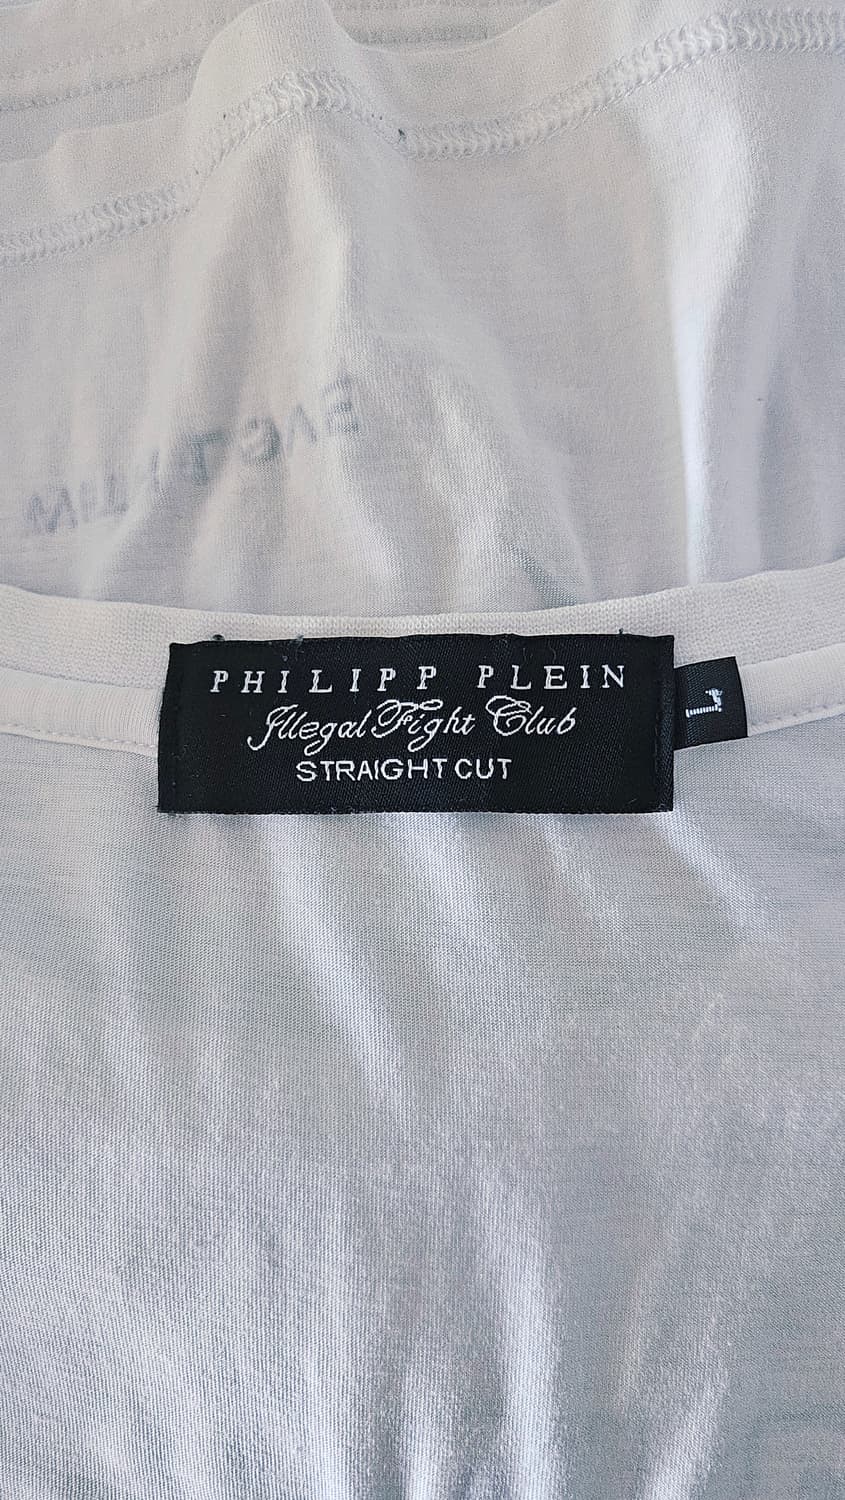 PHILIPP PLEIN
Illegal Fight Club
STRAIGHT CUT
L